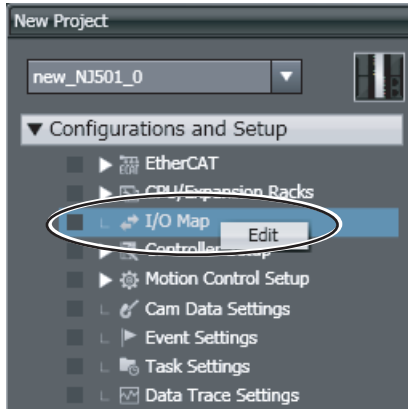 New Project
new_NJ501_0
▼ Configurations and Setup
EtherCAT
CPU/Expansion Racks
I/O Map
Edit
Controller Setup
Motion Control Setup
Cam Data Settings
Event Settings
Task Settings
Data Trace Settings